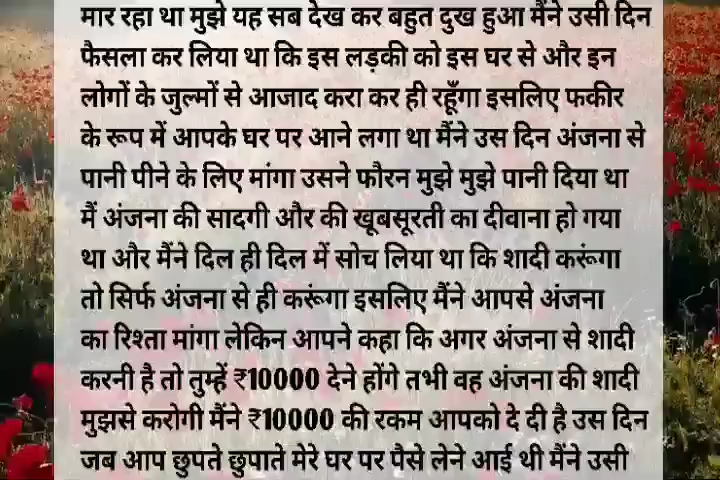 मार रहा था मुझे यह सब देख कर बहुत दुख हुआ मैंने उसी दिन
फैसला कर लिया था कि इस लड़की को इस घर से और इन
लोगों के जुल्मों से आजाद करा कर ही रहूँगा इसलिए फकीर
के रूप में आपके घर पर आने लगा था मैंने उस दिन अंजना से
पानी पीने के लिए मांगा उसने फौरन मुझे मुझे पानी दिया था
मैं अंजना की सादगी और की खूबसूरती का दीवाना हो गया
था और मैंने दिल ही दिल में सोच लिया था कि शादी करूंगा
तो सिर्फ अंजना से ही करूंगा इसलिए मैंने आपसे अंजना
का रिश्ता मांगा लेकिन आपने कहा कि अगर अंजना से शादी
करनी है तो तुम्हें ₹10000 देने होंगे तभी वह अंजना की शादी
मुझसे करोगी मैंने ₹10000 की रकम आपको दे दी है उस दिन
जब आप छुपते छुपाते मेरे घर पर पैसे लेने आई थी मैंने उसी